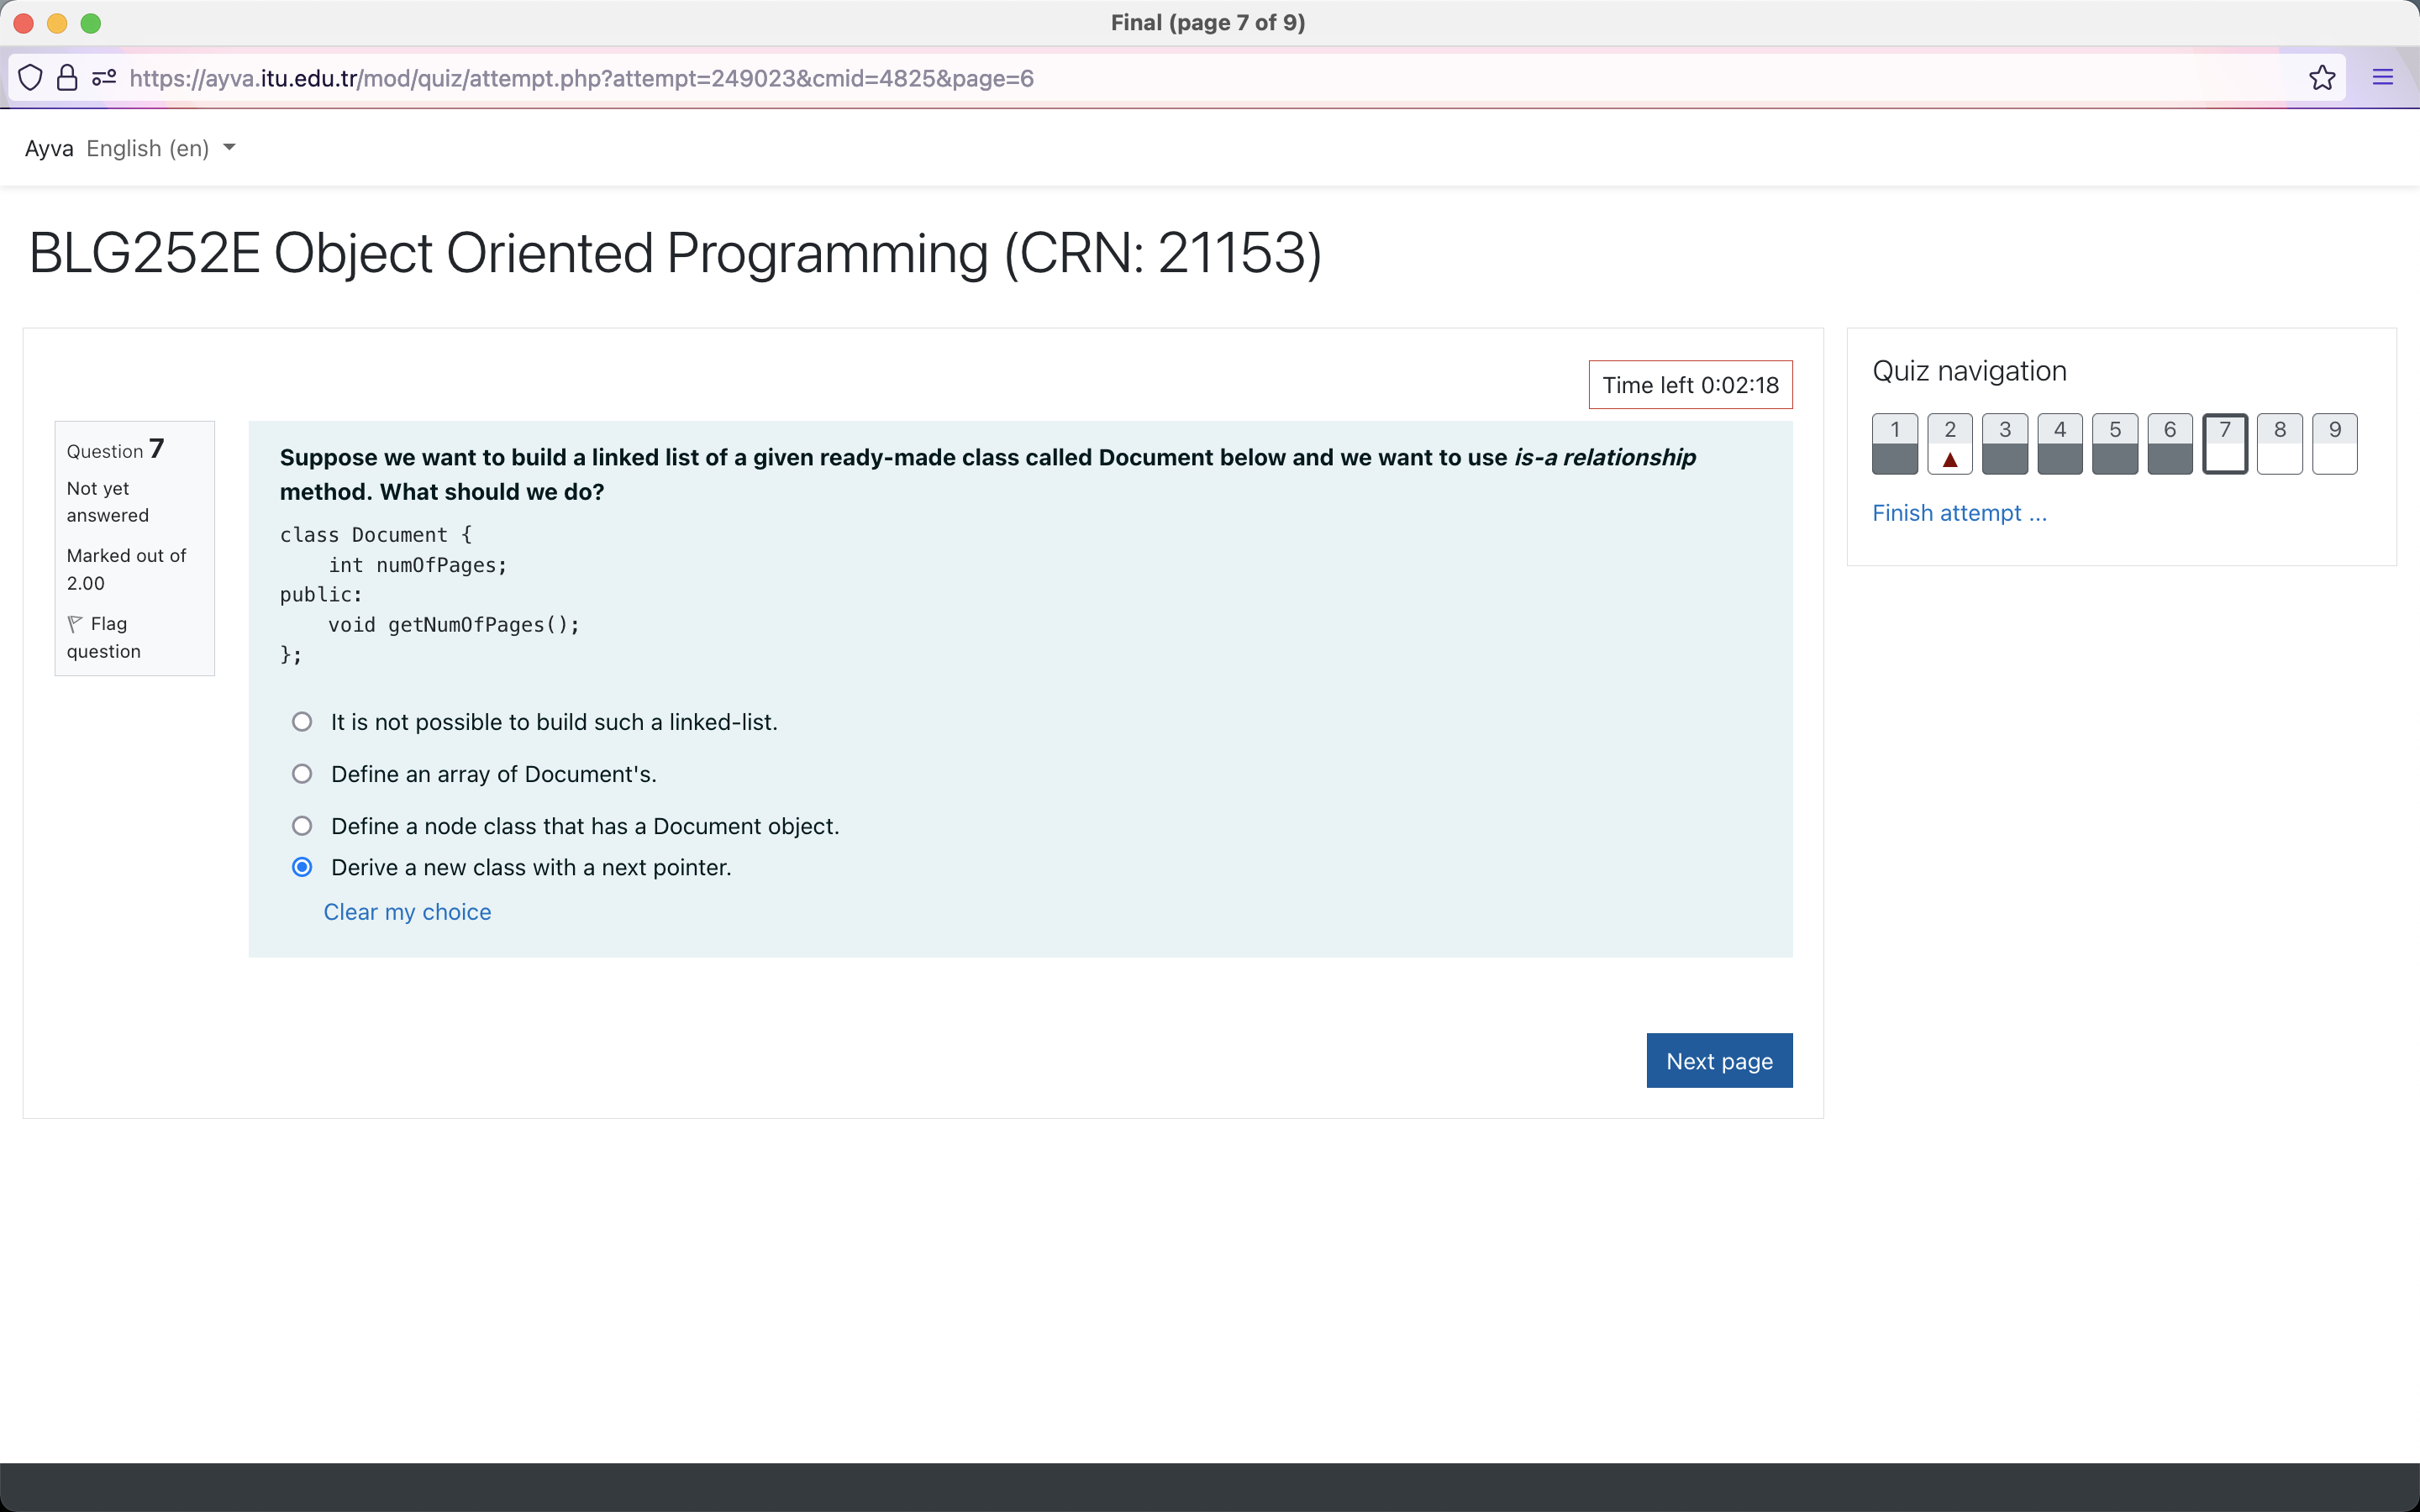 Final (page 7 of 9)
https://ayva.itu.edu.tr/mod/quiz/attempt.php?attempt=249023&cmid=4825&page=6
Ayva English (en)
BLG252E Object Oriented Programming (CRN: 21153)
Time left 0:02:18
Question 7
Not yet
answered
Marked out of
2.00
Flag
question
Suppose we want to build a linked list of a given ready-made class called Document below and we want to use is-a relationship
method. What should we do?
class Document {
    int numOfPages;
public:
    void getNumOfPages();
};
It is not possible to build such a linked-list.
Define an array of Document's.
Define a node class that has a Document object.
Derive a new class with a next pointer.
Clear my choice
Next page
Quiz navigation
1 2 3 4 5 6 7 8 9
Finish attempt ...